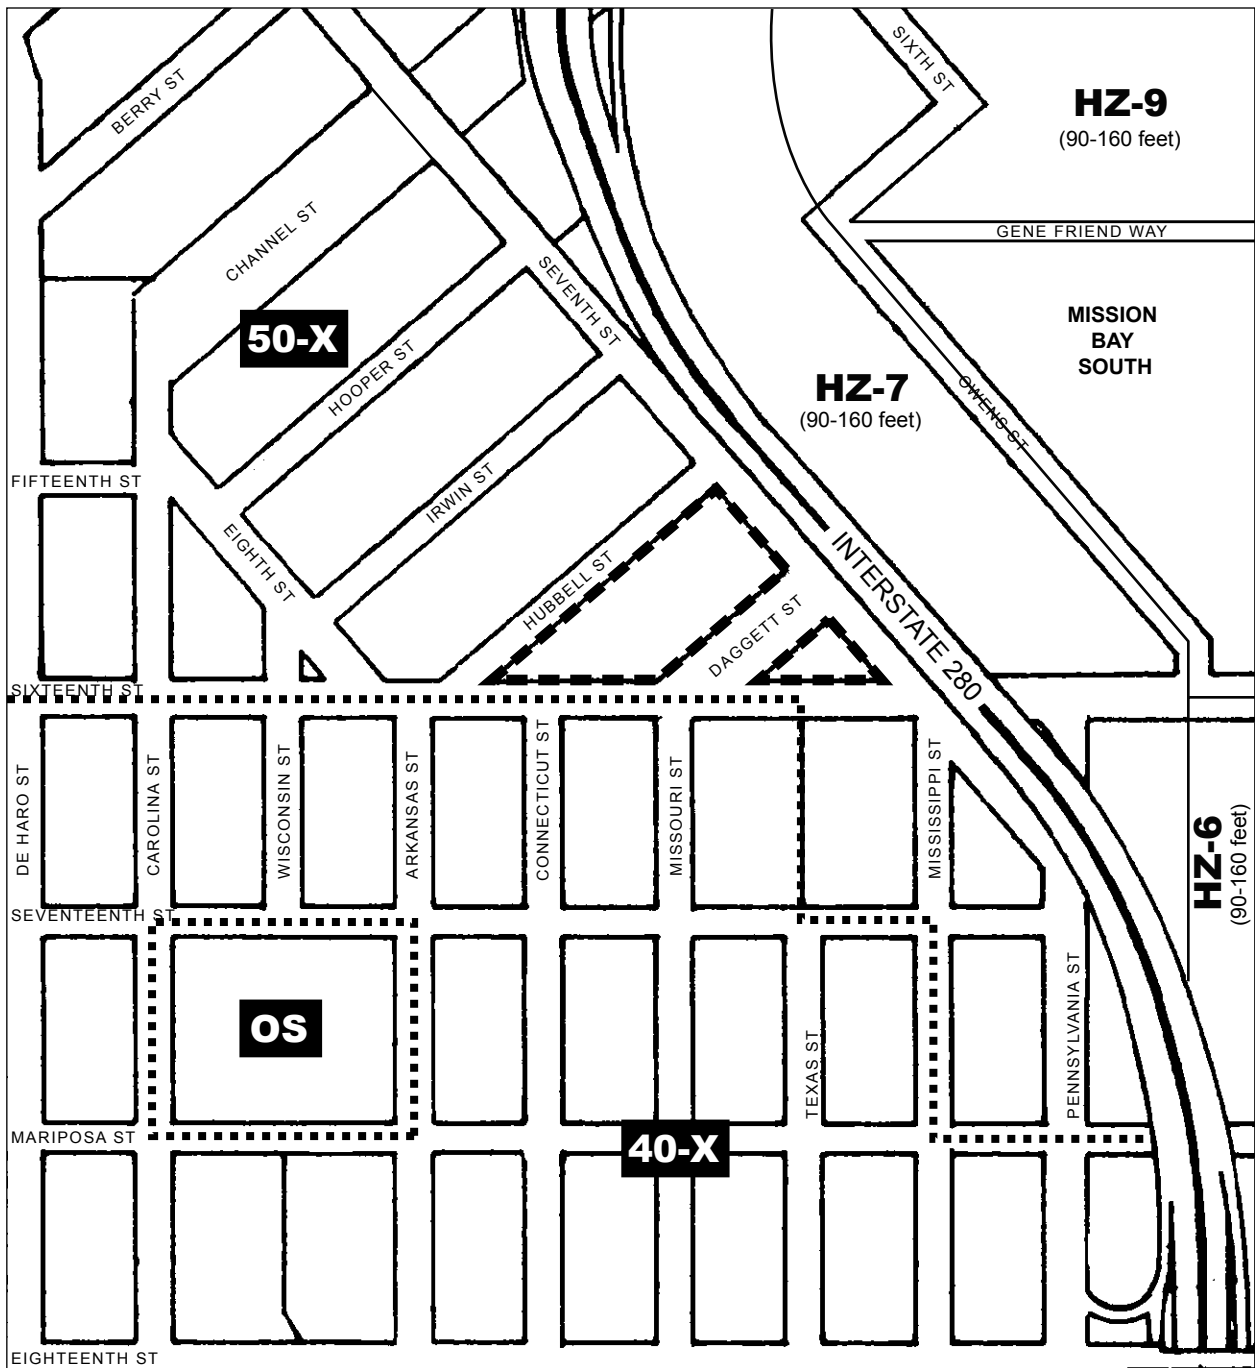 SIXTH ST
HZ-9
(90-160 feet)
BERRY ST
CHANNEL ST
GENE FRIEND WAY
SEVENTH ST
50-X
MISSION
BAY
SOUTH
HOOPER ST
HZ-7
(90-160 feet)
OWENS ST
FIFTEENTH ST
IRWIN ST
EIGHTH ST
HUBBELL ST
INTERSTATE 280
DAGGETT ST
SIXTEENTH ST
DE HARO ST
CAROLINA ST
WISCONSIN ST
ARKANSAS ST
CONNECTICUT ST
MISSOURI ST
MISSISSIPPI ST
HZ-6
(90-160 feet)
SEVENTEENTH ST
OS
TEXAS ST
PENNSYLVANIA ST
MARIPOSA ST
40-X
EIGHTEENTH ST